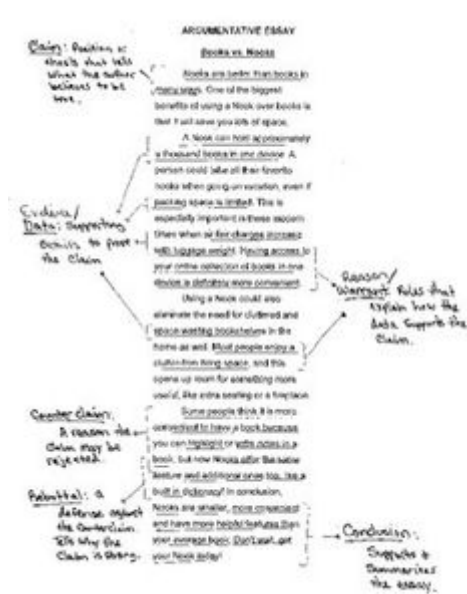 ARGUMENTATIVE ESSAY
Books vs. Nooks
Claim: Position or
thesis that tells
what the author
believes to be
true.
Nooks are better than books in
many ways. One of the biggest
benefits of using a Nook over books is
that it will save you lots of space.
A Nook can hold approximately
a thousand books in one device. A
person could take all their favorite
books when going on vacation, even if
packing space is limited. This is
especially important in these modern
times when air fare charges increase
with luggage weight. Having access to
your entire collection of books in one
device is definitely more convenient.
Evidence/
Data: Supporting
details to prove
the Claim
Reason/
Warrant: Rules that
explain how the
data supports the
Claim.
Using a Nook could also
eliminate the need for cluttered and
space wasting bookshelves in the
home as well. Most people enjoy a
clutter-free living space, and this
opens up room for something more
useful, like extra seating or a fireplace.
Counter claim:
A reason the
Claim may be
rejected
Some people think it is more
to have a book because
you can highlight or write notes in a
book, but now Nooks offer the same
feature and additional ones too, like a
built in dictionary! In conclusion,
Nooks are smaller, more convenient
and have more helpful features than
your average book. Don't wait, get
your Nook today!
Rebuttal: a
defense against
the Counterclaim.
Tells why the
Claim is strong.
Conclusion:
Supports &
Summarizes
the essay.